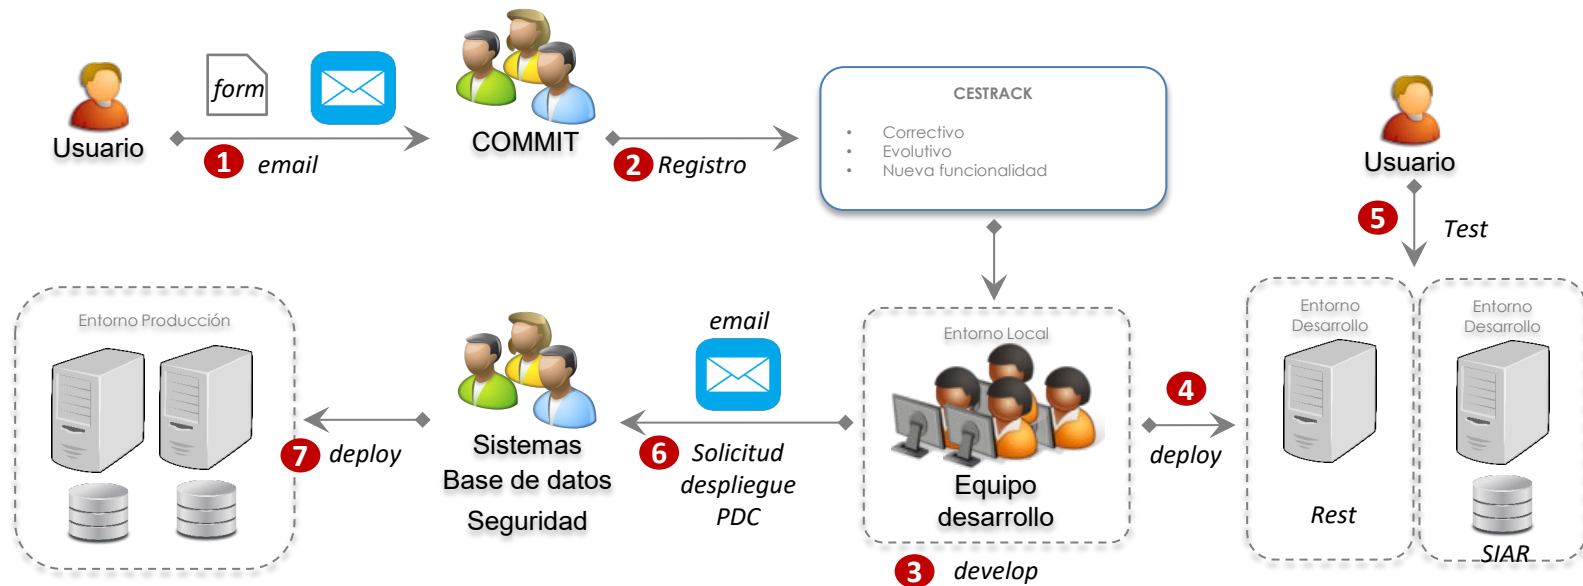 form
Usuario
1
email
COMMIT
2
Registro
CESTRACK
• Correctivo
• Evolutivo
• Nueva funcionalidad
Usuario
5
Test
Entorno Producción
7
deploy
Sistemas
Base de datos
Seguridad
email
6
Solicitud
despliegue
PDC
Entorno Local
Equipo
desarrollo
3
develop
4
deploy
Entorno
Desarrollo
Rest
Entorno
Desarrollo
SIAR